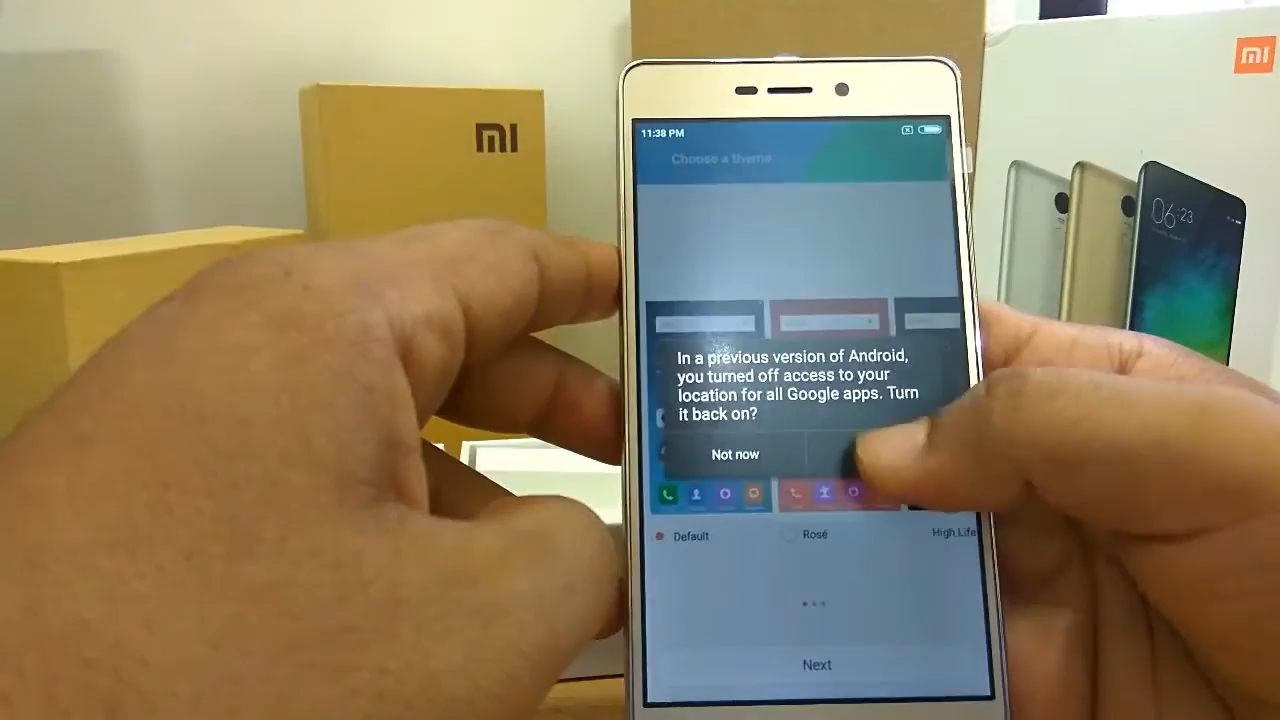 mi
mi
06:23
11:38 PM
Choose a theme
In a previous version of Android,
you turned off access to your
location for all Google apps. Turn
it back on?
Not now
Default
Rosé
High Life
Next